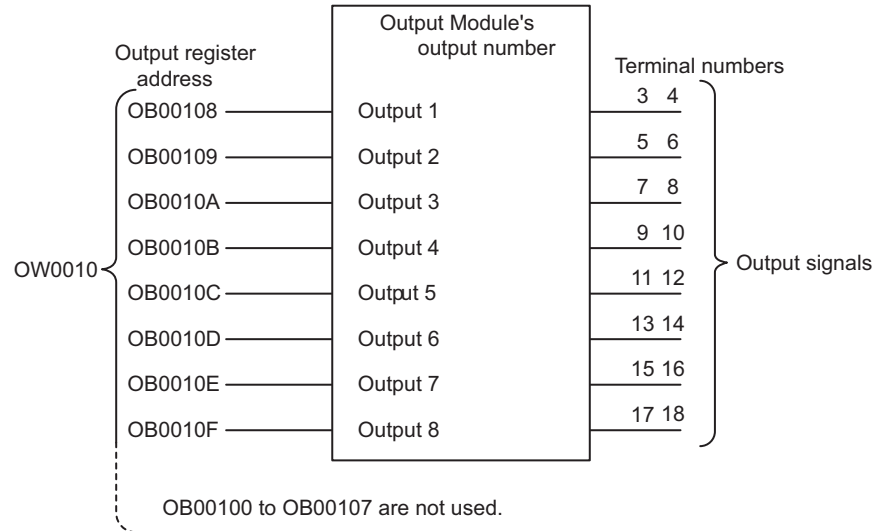 Output Module's
output number
Output register
address
Terminal numbers
OB00108
Output 1
3 4
OB00109
Output 2
5 6
OB0010A
Output 3
7 8
OB0010B
Output 4
9 10
OW0010
Output signals
OB0010C
Output 5
11 12
OB0010D
Output 6
13 14
OB0010E
Output 7
15 16
OB0010F
Output 8
17 18
OB00100 to OB00107 are not used.